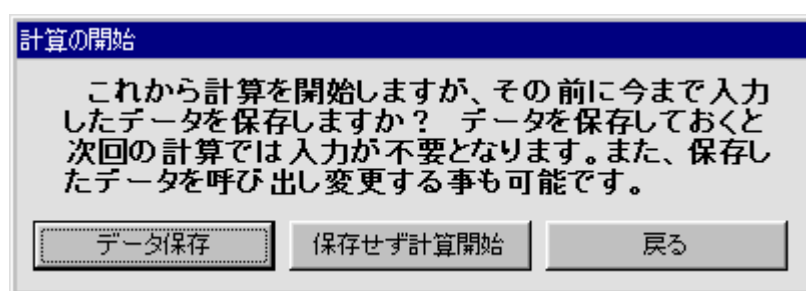 計算の開始
これから計算を開始しますが、その前に今まで入力
したデータを保存しますか？　データを保存しておくと
次回の計算では入力が不要となります。また、保存し
たデータを呼び出し変更する事も可能です。
データ保存　保存せず計算開始　戻る